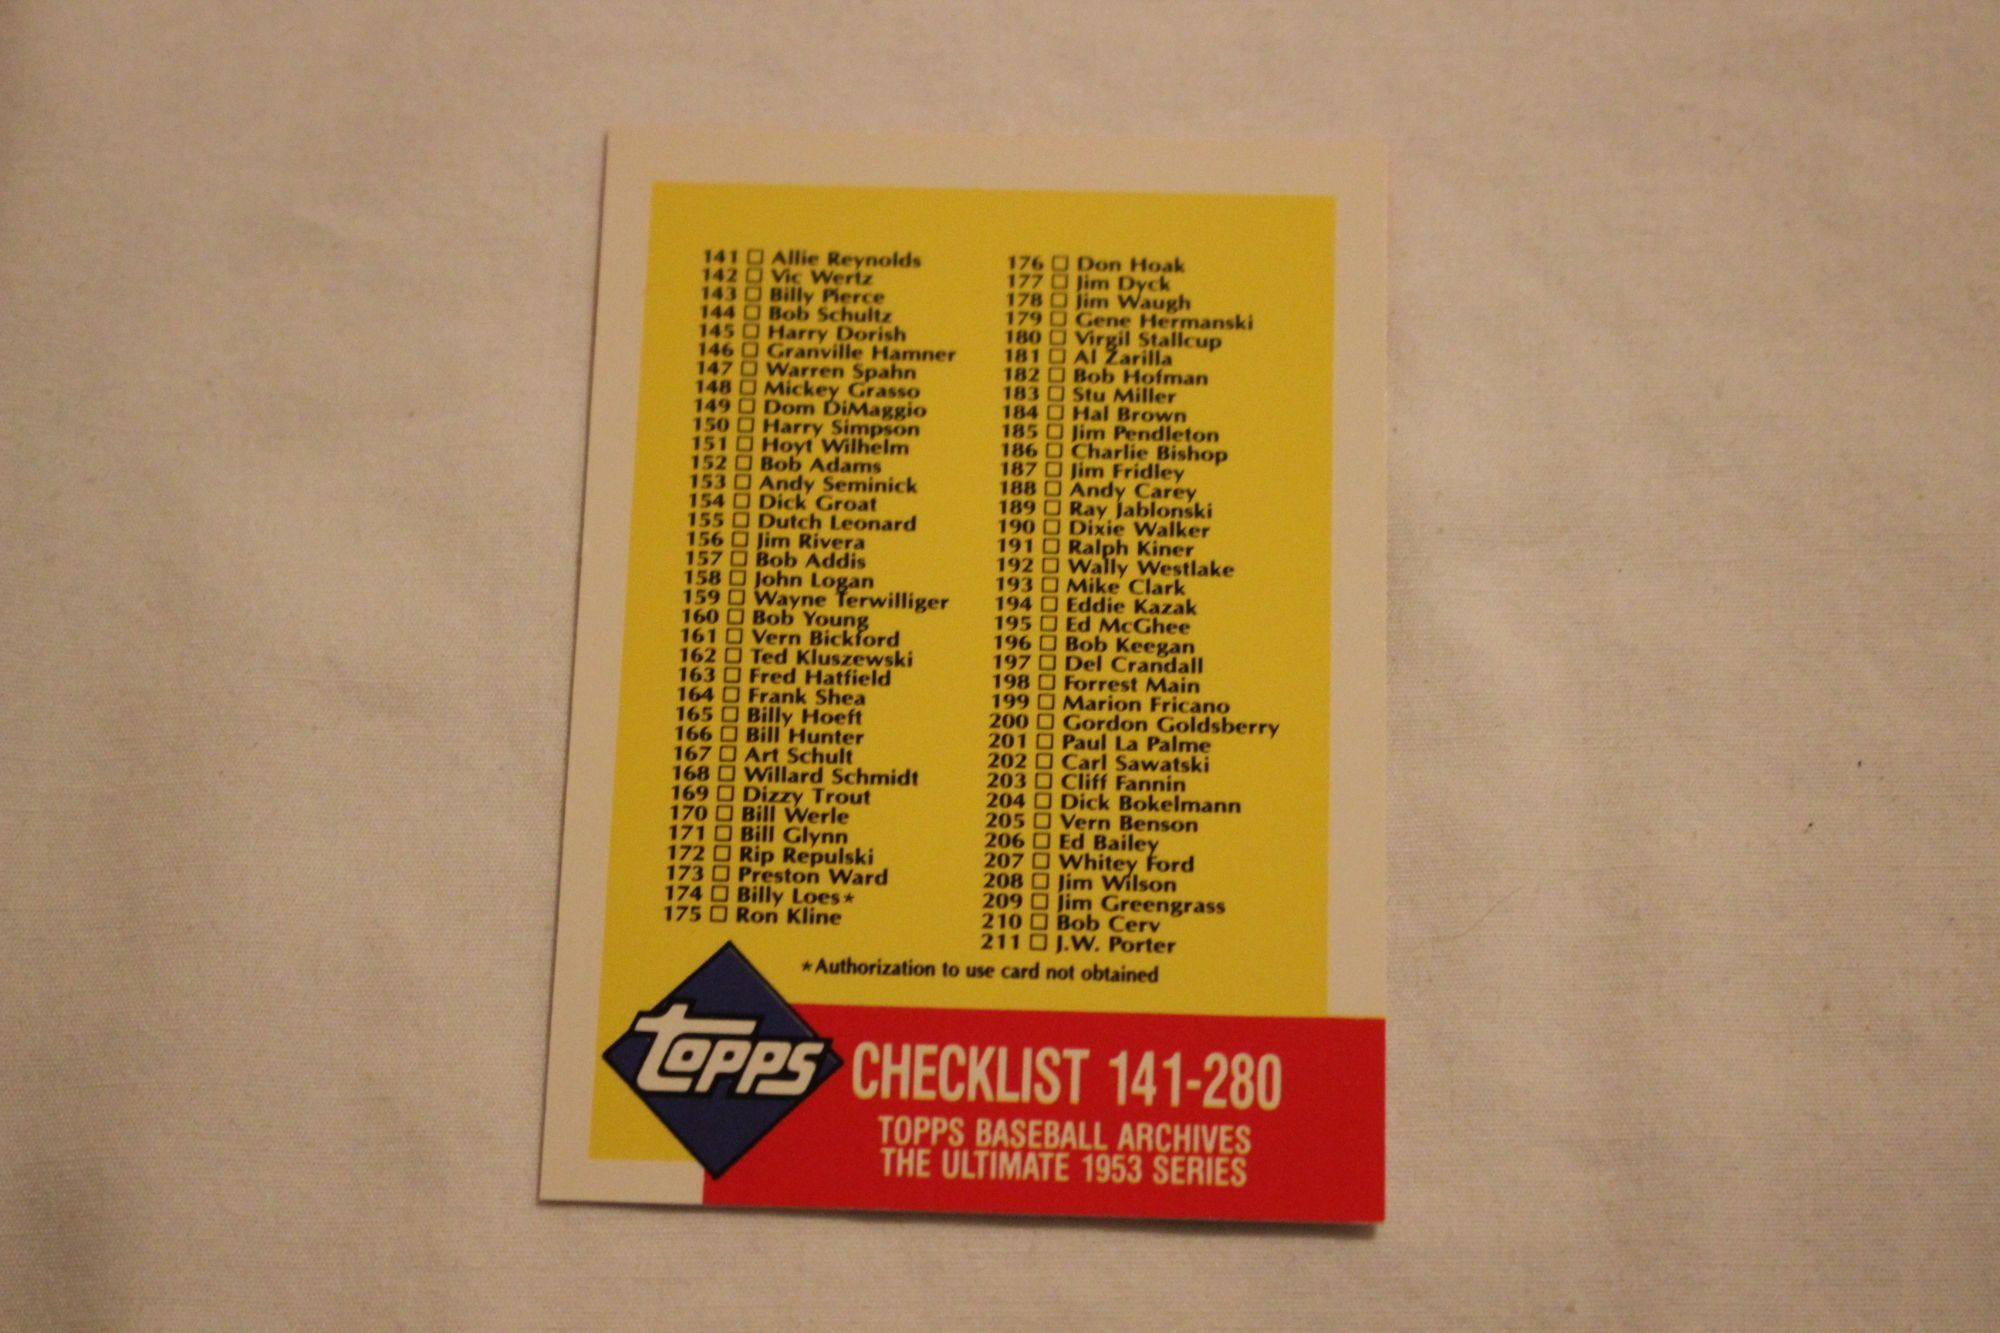 141 ☐ Allie Reynolds
142 ☐ Vic Wertz
143 ☐ Billy Pierce
144 ☐ Bob Schultz
145 ☐ Harry Dorish
146 ☐ Granville Hamner
147 ☐ Warren Spahn
148 ☐ Mickey Grasso
149 ☐ Dom DiMaggio
150 ☐ Harry Simpson
151 ☐ Hoyt Wilhelm
152 ☐ Bob Adams
153 ☐ Andy Seminick
154 ☐ Dick Groat
155 ☐ Dutch Leonard
156 ☐ Jim Rivera
157 ☐ Bob Addis
158 ☐ John Logan
159 ☐ Wayne Terwilliger
160 ☐ Bob Young
161 ☐ Vern Bickford
162 ☐ Ted Kluszewski
163 ☐ Fred Hatfield
164 ☐ Frank Shea
165 ☐ Billy Hoeft
166 ☐ Bill Hunter
167 ☐ Art Schult
168 ☐ Willard Schmidt
169 ☐ Dizzy Trout
170 ☐ Bill Werle
171 ☐ Bill Glynn
172 ☐ Rip Repulski
173 ☐ Preston Ward
174 ☐ Billy Loes*
175 ☐ Ron Kline
176 ☐ Don Hoak
177 ☐ Jim Dyck
178 ☐ Jim Waugh
179 ☐ Gene Hermanski
180 ☐ Virgil Stallcup
181 ☐ Al Zarilla
182 ☐ Bob Hofman
183 ☐ Stu Miller
184 ☐ Hal Brown
185 ☐ Jim Pendleton
186 ☐ Charlie Bishop
187 ☐ Jim Fridley
188 ☐ Andy Carey
189 ☐ Ray Jablonski
190 ☐ Dixie Walker
191 ☐ Ralph Kiner
192 ☐ Wally Westlake
193 ☐ Mike Clark
194 ☐ Eddie Kazak
195 ☐ Ed McGhee
196 ☐ Bob Keegan
197 ☐ Del Crandall
198 ☐ Forrest Main
199 ☐ Marion Fricano
200 ☐ Gordon Goldsberry
201 ☐ Paul La Palme
202 ☐ Carl Sawatski
203 ☐ Cliff Fannin
204 ☐ Dick Bokelmann
205 ☐ Vern Benson
206 ☐ Ed Bailey
207 ☐ Whitey Ford
208 ☐ Jim Wilson
209 ☐ Jim Greengrass
210 ☐ Bob Cerv
211 ☐ J.W. Porter
*Authorization to use card not obtained
TOPPS
CHECKLIST 141-280
TOPPS BASEBALL ARCHIVES
THE ULTIMATE 1953 SERIES